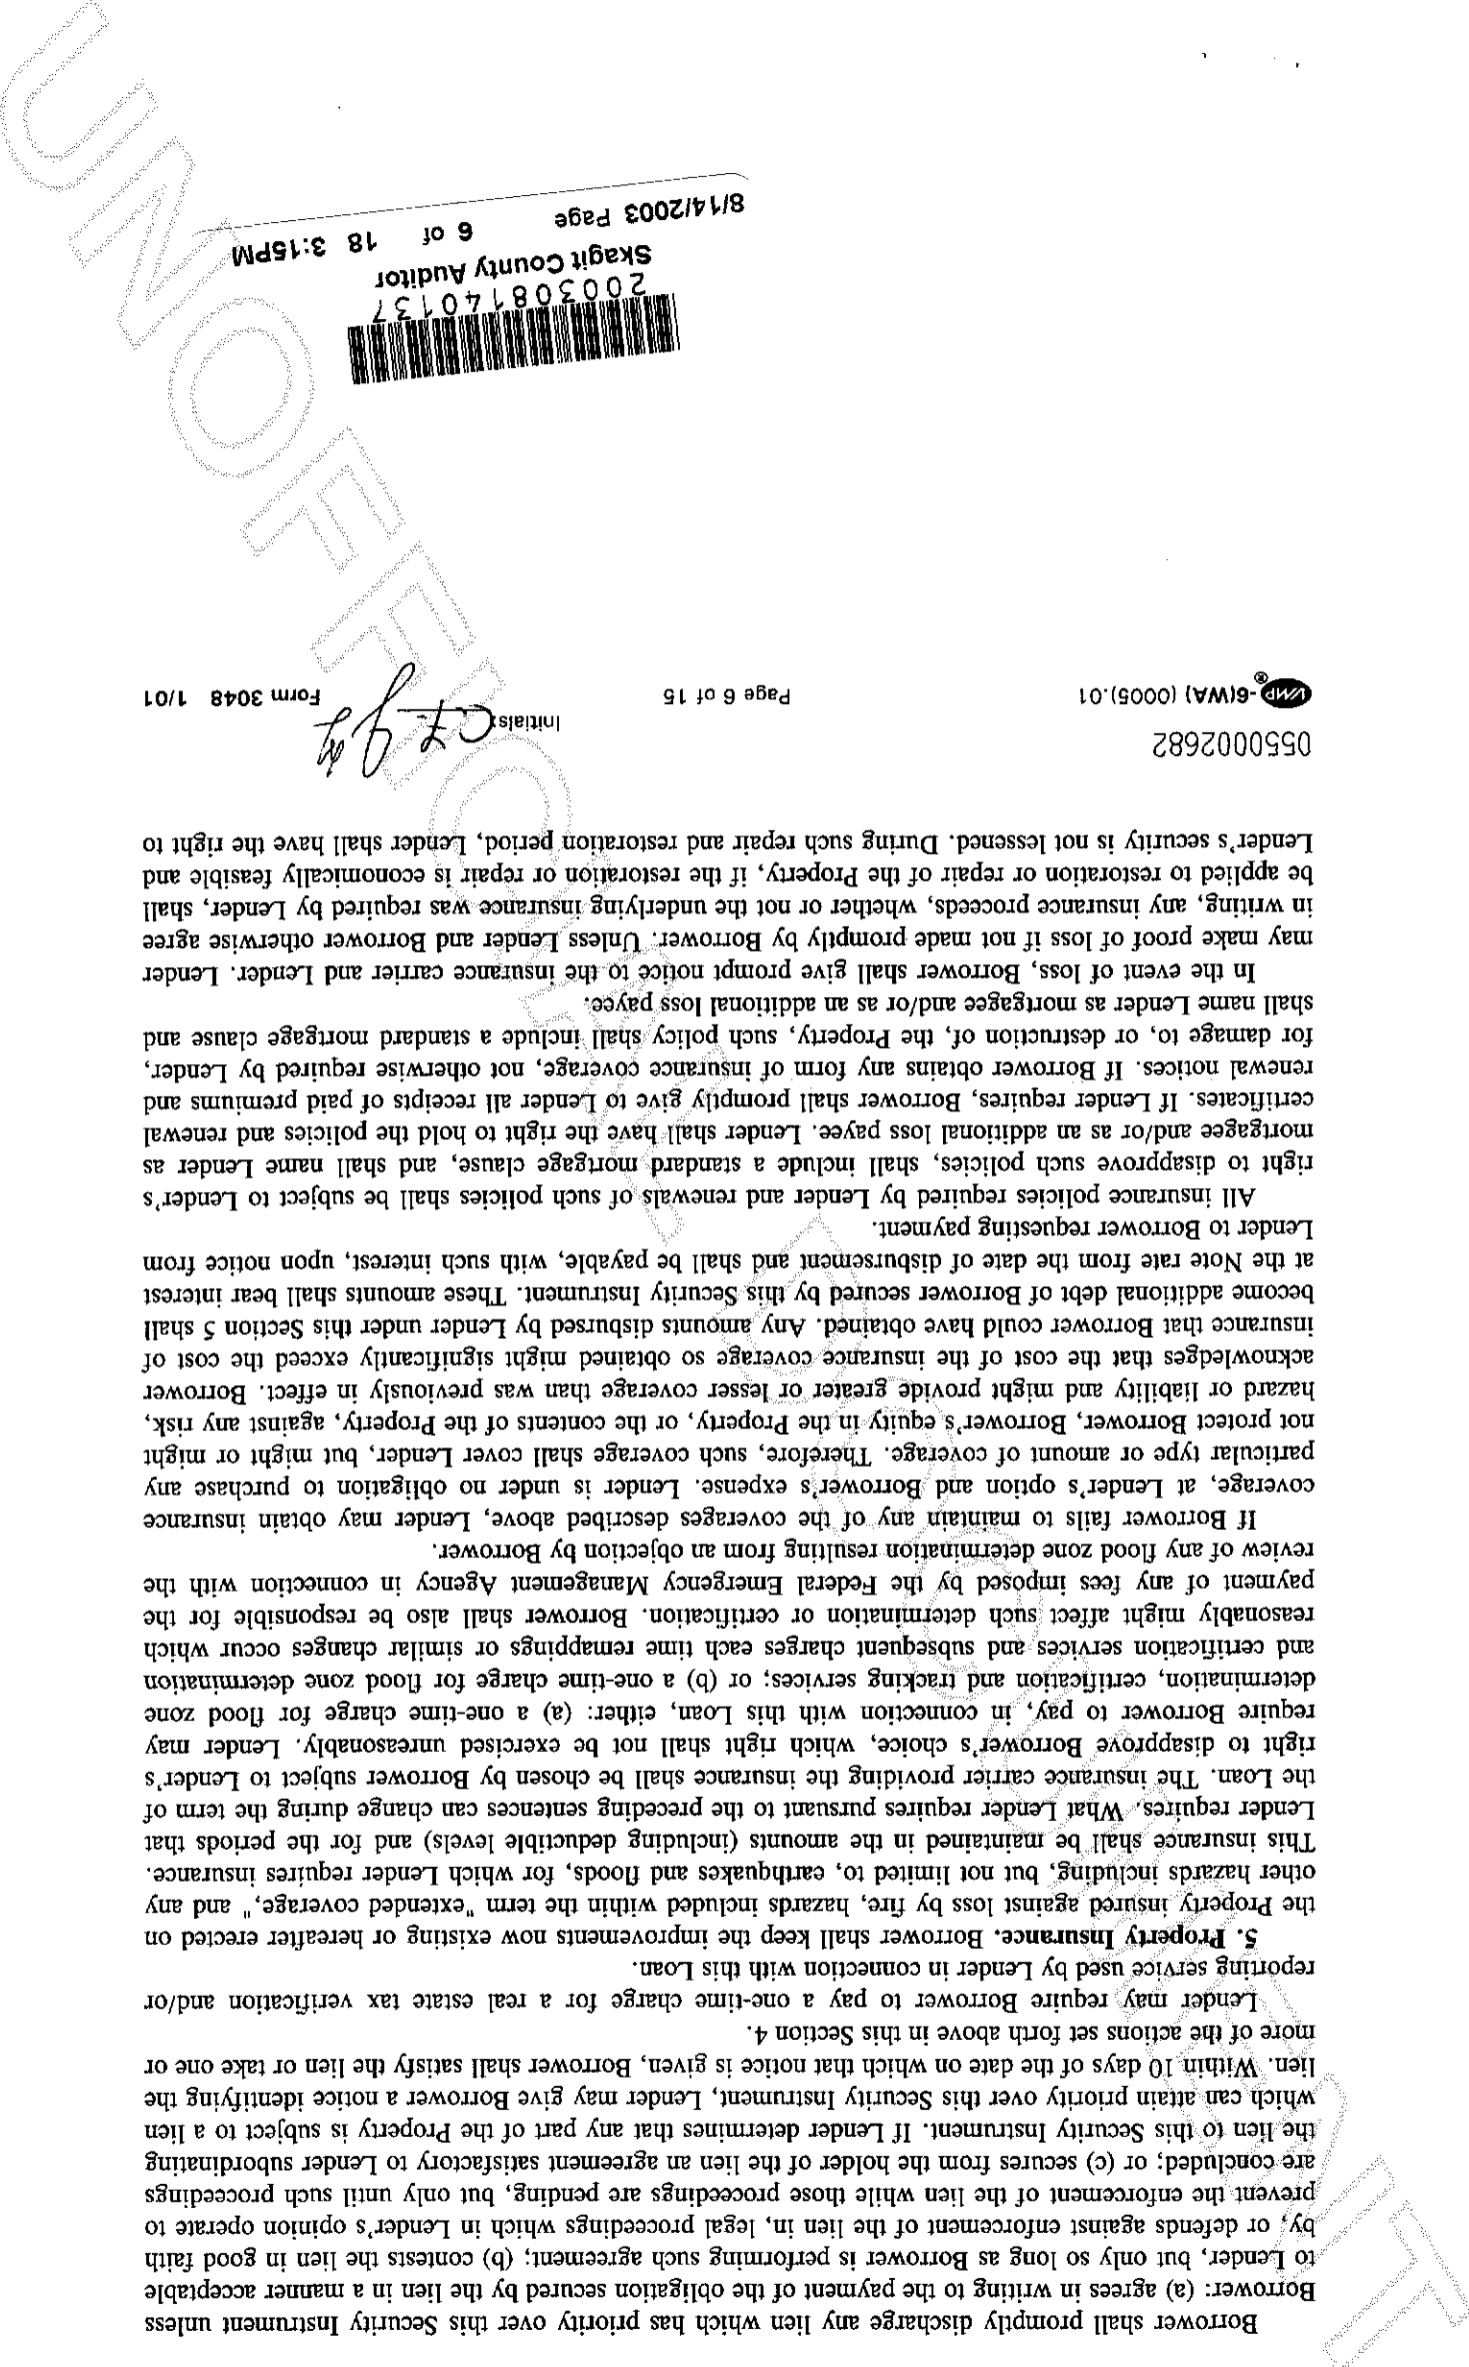 Borrower shall promptly discharge any lien which has priority over this Security Instrument unless
Borrower: (a) agrees in writing to the payment of the obligation secured by the lien in a manner acceptable
to Lender, but only so long as Borrower is performing such agreement; (b) contests the lien in good faith
by, or defends against enforcement of the lien in, legal proceedings which in Lender's opinion operate to
prevent the enforcement of the lien while those proceedings are pending, but only until such proceedings
are concluded; or (c) secures from the holder of the lien an agreement satisfactory to Lender subordinating
the lien to this Security Instrument. If Lender determines that any part of the Property is subject to a lien
which can attain priority over this Security Instrument, Lender may give Borrower a notice identifying the
lien. Within 10 days of the date on which that notice is given, Borrower shall satisfy the lien or take one or
more of the actions set forth above in this Section 4.
Lender may require Borrower to pay a one-time charge for a real estate tax verification and/or
reporting service used by Lender in connection with this Loan.
5. Property Insurance. Borrower shall keep the improvements now existing or hereafter erected on
the Property insured against loss by fire, hazards included within the term "extended coverage," and any
other hazards including, but not limited to, earthquakes and floods, for which Lender requires insurance.
This insurance shall be maintained in the amounts (including deductible levels) and for the periods that
Lender requires. What Lender requires pursuant to the preceding sentences can change during the term of
the Loan. The insurance carrier providing the insurance shall be chosen by Borrower subject to Lender's
right to disapprove Borrower's choice, which right shall not be exercised unreasonably. Lender may
require Borrower to pay, in connection with this Loan, either: (a) a one-time charge for flood zone
determination, certification and tracking services; or (b) a one-time charge for flood zone determination
and certification services and subsequent charges each time remappings or similar changes occur which
reasonably might affect such determination or certification. Borrower shall also be responsible for the
payment of any fees imposed by the Federal Emergency Management Agency in connection with the
review of any flood zone determination resulting from an objection by Borrower.
If Borrower fails to maintain any of the coverages described above, Lender may obtain insurance
coverage, at Lender's option and Borrower's expense. Lender is under no obligation to purchase any
particular type or amount of coverage. Therefore, such coverage shall cover Lender, but might or might
not protect Borrower, Borrower's equity in the Property, or the contents of the Property, against any risk,
hazard or liability and might provide greater or lesser coverage than was previously in effect. Borrower
acknowledges that the cost of the insurance coverage so obtained might significantly exceed the cost of
insurance that Borrower could have obtained. Any amounts disbursed by Lender under this Section 5 shall
become additional debt of Borrower secured by this Security Instrument. These amounts shall bear interest
at the Note rate from the date of disbursement and shall be payable, with such interest, upon notice from
Lender to Borrower requesting payment.
All insurance policies required by Lender and renewals of such policies shall be subject to Lender's
right to disapprove such policies, shall include a standard mortgage clause, and shall name Lender as
mortgagee and/or as an additional loss payee. Lender shall have the right to hold the policies and renewal
certificates. If Lender requires, Borrower shall promptly give to Lender all receipts of paid premiums and
renewal notices. If Borrower obtains any form of insurance coverage, not otherwise required by Lender,
for damage to, or destruction of, the Property, such policy shall include a standard mortgage clause and
shall name Lender as mortgagee and/or as an additional loss payee.
In the event of loss, Borrower shall give prompt notice to the insurance carrier and Lender. Lender
may make proof of loss if not made promptly by Borrower. Unless Lender and Borrower otherwise agree
in writing, any insurance proceeds, whether or not the underlying insurance was required by Lender, shall
be applied to restoration or repair of the Property, if the restoration or repair is economically feasible and
Lender's security is not lessened. During such repair and restoration period, Lender shall have the right to
0550002682
VMP®-6(WA) (0005).01 Page 6 of 15 Initials: Form 3048 1/01
200308140137
Skagit County Auditor
8/14/2003 Page 6 of 18 3:15PM
UNOFFICIAL DOCUMENT